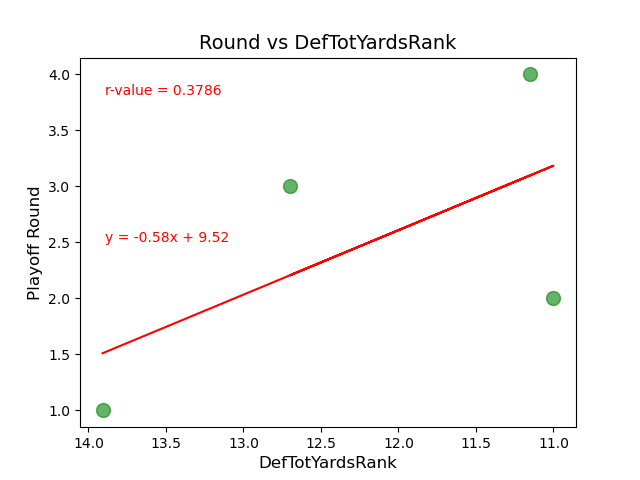 Round vs DefTotYardsRank
4.0
r-value = 0.3786
3.5
3.0
Playoff Round
2.5
y = -0.58x + 9.52
2.0
1.5
1.0
14.0 13.5 13.0 12.5 12.0 11.5 11.0
DefTotYardsRank